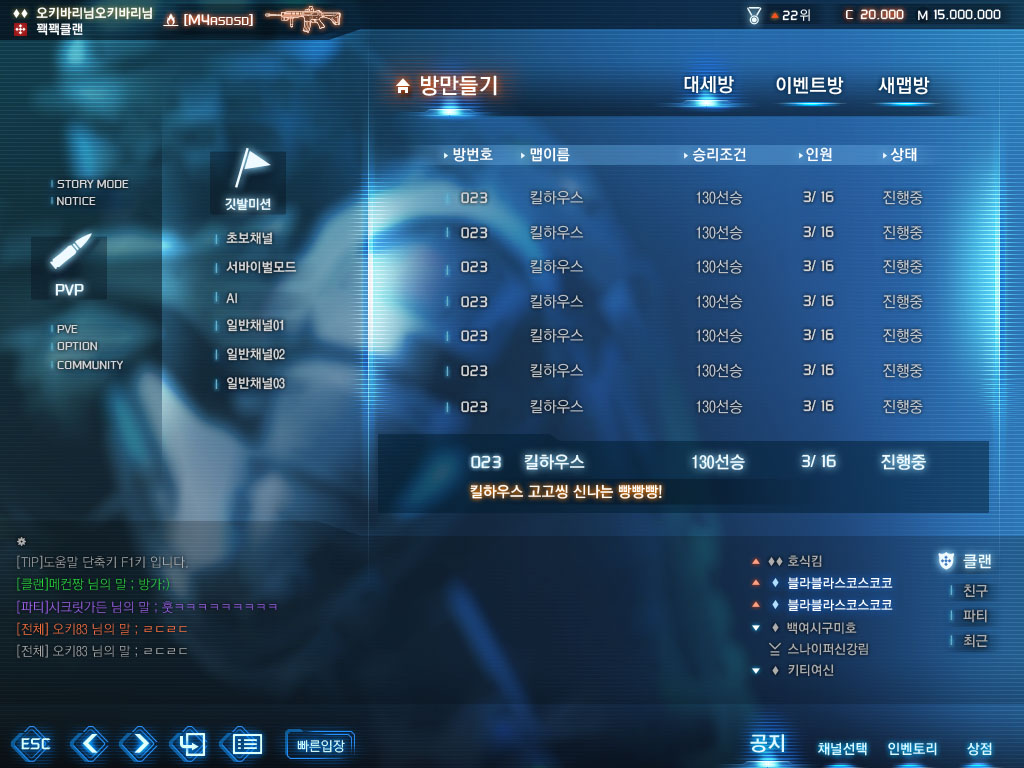 오키바리님오키바리님
꽥꽥클랜
[M4ASDSD]
22위
C 20.000
M 15.000.000
방만들기
대세방
이벤트방
새맵방
STORY MODE
NOTICE
PVP
PVE
OPTION
COMMUNITY
깃발미션
초보채널
서바이벌모드
AI
일반채널01
일반채널02
일반채널03
방번호 맵이름 승리조건 인원 상태
023 킬하우스 130선승 3/ 16 진행중
023 킬하우스 130선승 3/ 16 진행중
023 킬하우스 130선승 3/ 16 진행중
023 킬하우스 130선승 3/ 16 진행중
023 킬하우스 130선승 3/ 16 진행중
023 킬하우스 130선승 3/ 16 진행중
023 킬하우스 130선승 3/ 16 진행중
023 킬하우스 130선승 3/ 16 진행중
킬하우스 고고씽 신나는 빵빵빵!
[TIP]도움말 단축키 F1키 입니다.
[클랜]메컨짱 님의 말 ; 방가;)
[파티]시크릿가든 님의 말 ; 훗ㅋㅋㅋㅋㅋㅋㅋㅋㅋ
[전체] 오키83 님의 말 ; ㄹㄷㄹㄷ
[전체] 오키83 님의 말 ; ㄹㄷㄹㄷ
호식킴
블라블라스코스코코
블라블라스코스코코
백여시구미호
스나이퍼신강림
키티여신
클랜
친구
파티
최근
ESC
빠른입장
공지
채널선택
인벤토리
상점